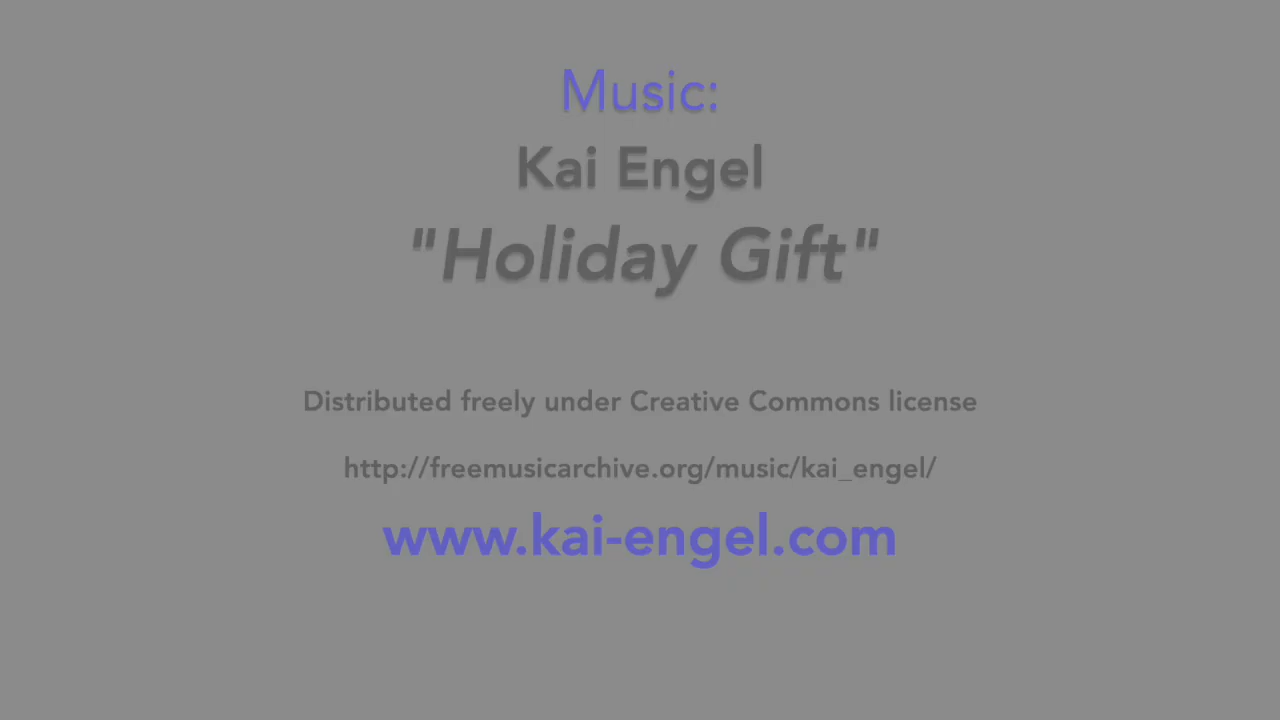 Music:
Kai Engel
"Holiday Gift"
Distributed freely under Creative Commons license
http://freemusicarchive.org/music/kai_engel/
www.kai-engel.com